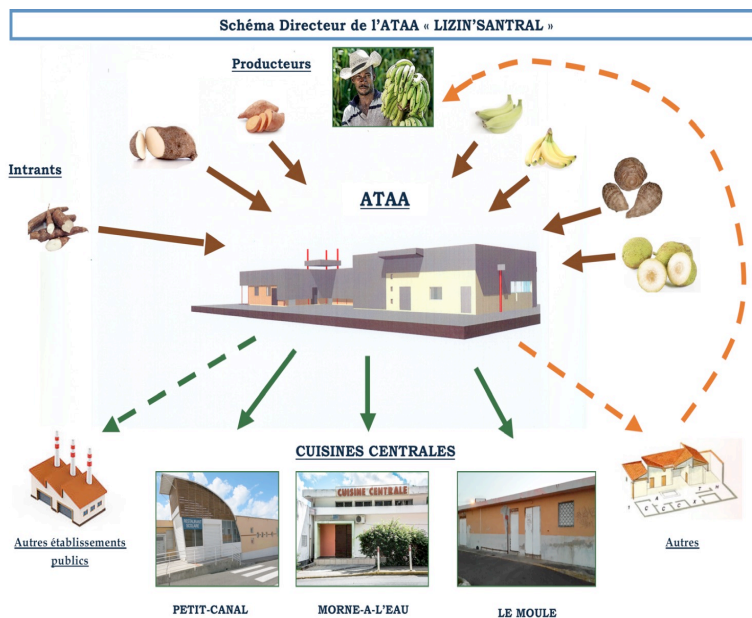 Schéma Directeur de l'ATAA « LIZIN'SANTRAL »
Producteurs
Intrants
ATAA
CUISINES CENTRALES
CUISINE CENTRALE
Autres établissements
publics
Autres
PETIT-CANAL
MORNE-A-L'EAU
LE MOULE